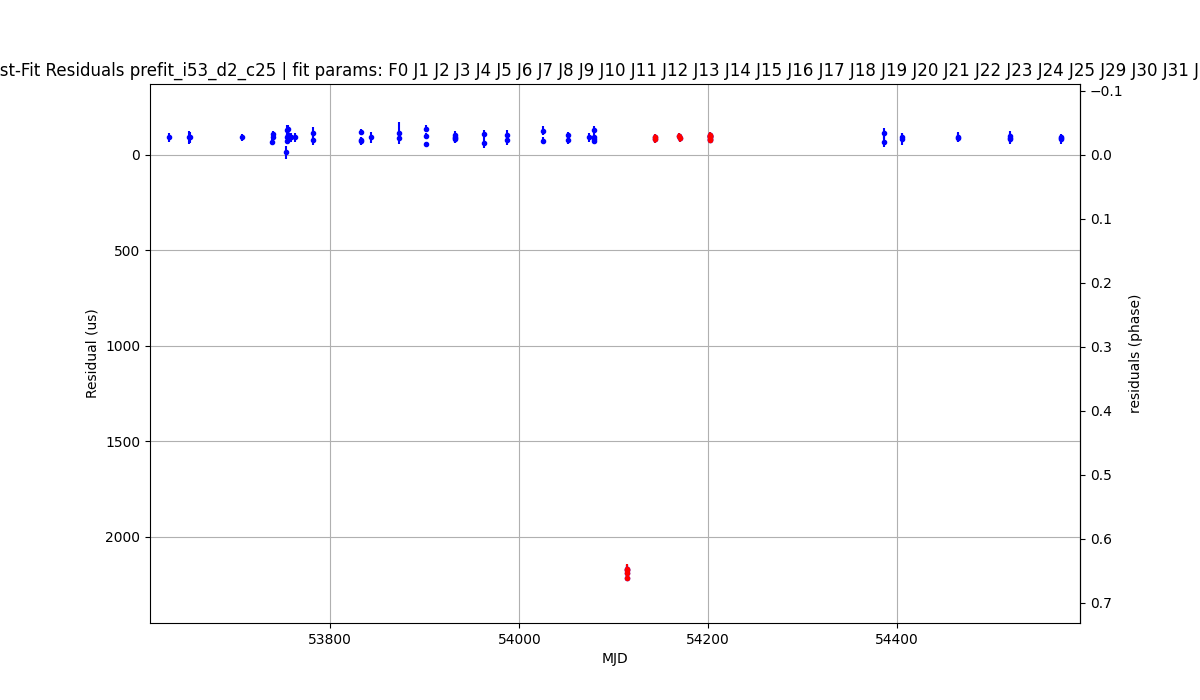 st-Fit Residuals prefit_i53_d2_c25 | fit params: F0 J1 J2 J3 J4 J5 J6 J7 J8 J9 J10 J11 J12 J13 J14 J15 J16 J17 J18 J19 J20 J21 J22 J23 J24 J25 J29 J30 J31 J
−0.1
0 0.0
0.1
500 0.2
Residual (us) residuals (phase)
1000 0.3
0.4
1500 0.5
2000 0.6
0.7
53800 54000 54200 54400
MJD